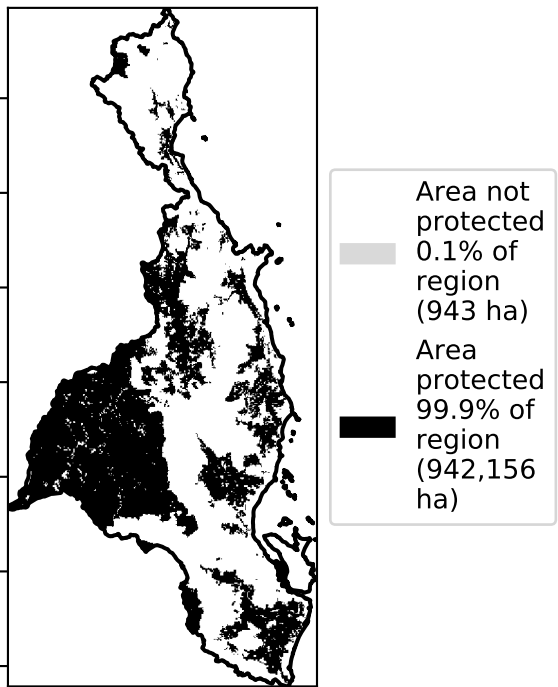 Area not
protected
0.1% of
region
(943 ha)
Area
protected
99.9% of
region
(942,156
ha)